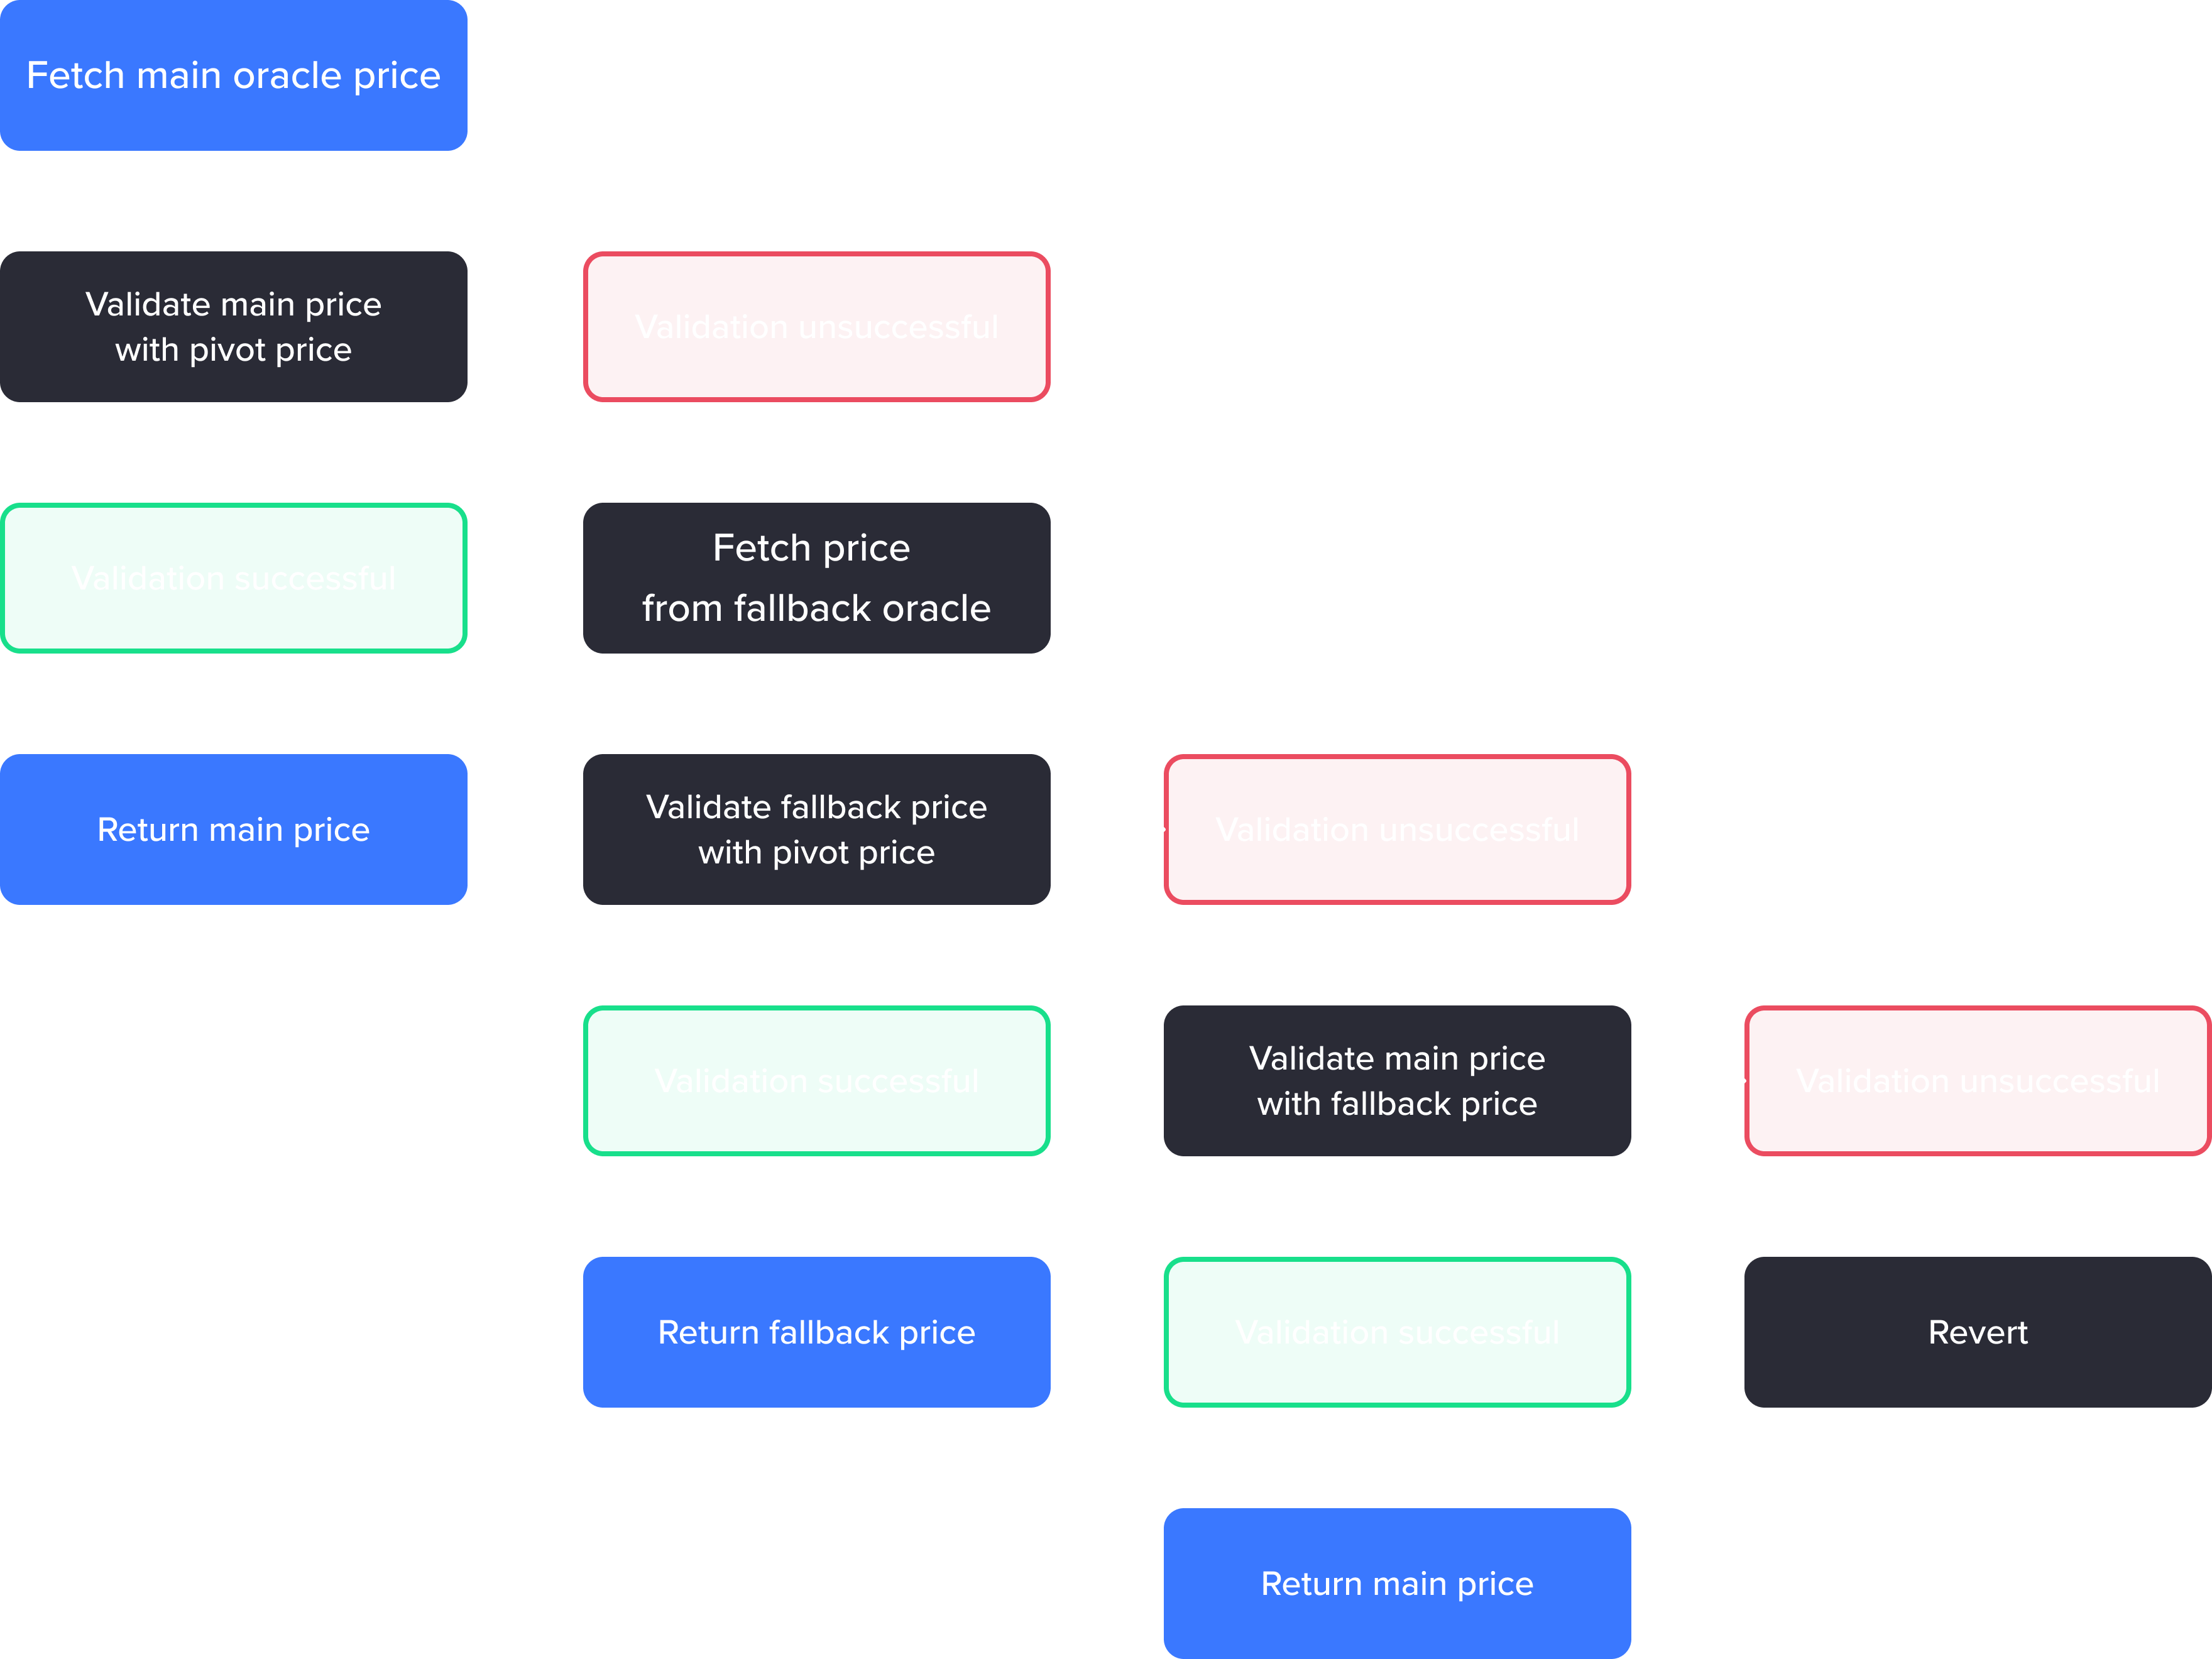 Fetch main oracle price
Validate main price
with pivot price
Validation unsuccessful
Validation successful
Fetch price
from fallback oracle
Return main price
Validate fallback price
with pivot price
Validation unsuccessful
Validation successful
Validate main price
with fallback price
Validation unsuccessful
Return fallback price
Validation successful
Revert
Return main price